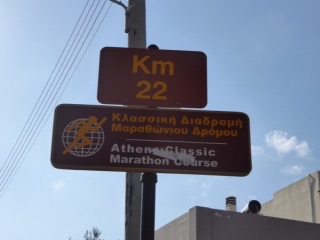 Km
22
Κλασσική Διαδρομή
Μαραθώνιου Δρόμου
Athens Classic
Marathon Course